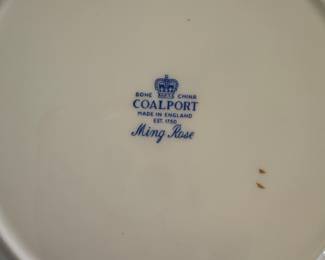 BONE CHINA
COALPORT
MADE IN ENGLAND
EST. 1750
Ming Rose